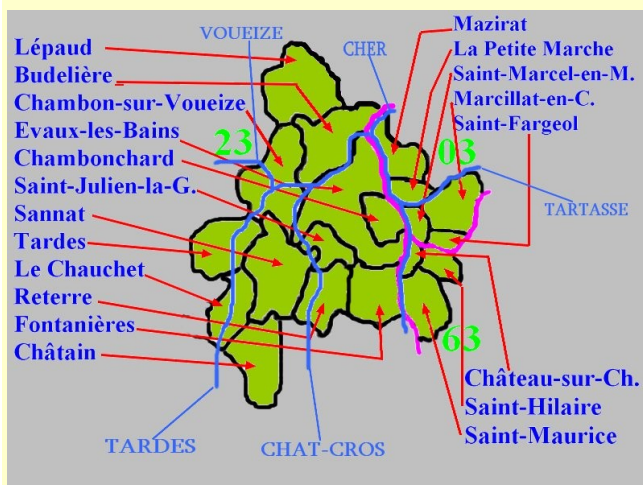 Lépaud
Budelière
Chambon-sur-Voueize
Evaux-les-Bains
Chambonchard
Saint-Julien-la-G.
Sannat
Tardes
Le Chauchet
Reterre
Fontanières
Châtain
VOUEIZE
CHER
23
03
63
TARDES
CHAT-CROS
TARTASSE
Mazirat
La Petite Marche
Saint-Marcel-en-M.
Marcillat-en-C.
Saint-Fargeol
Château-sur-Ch.
Saint-Hilaire
Saint-Maurice